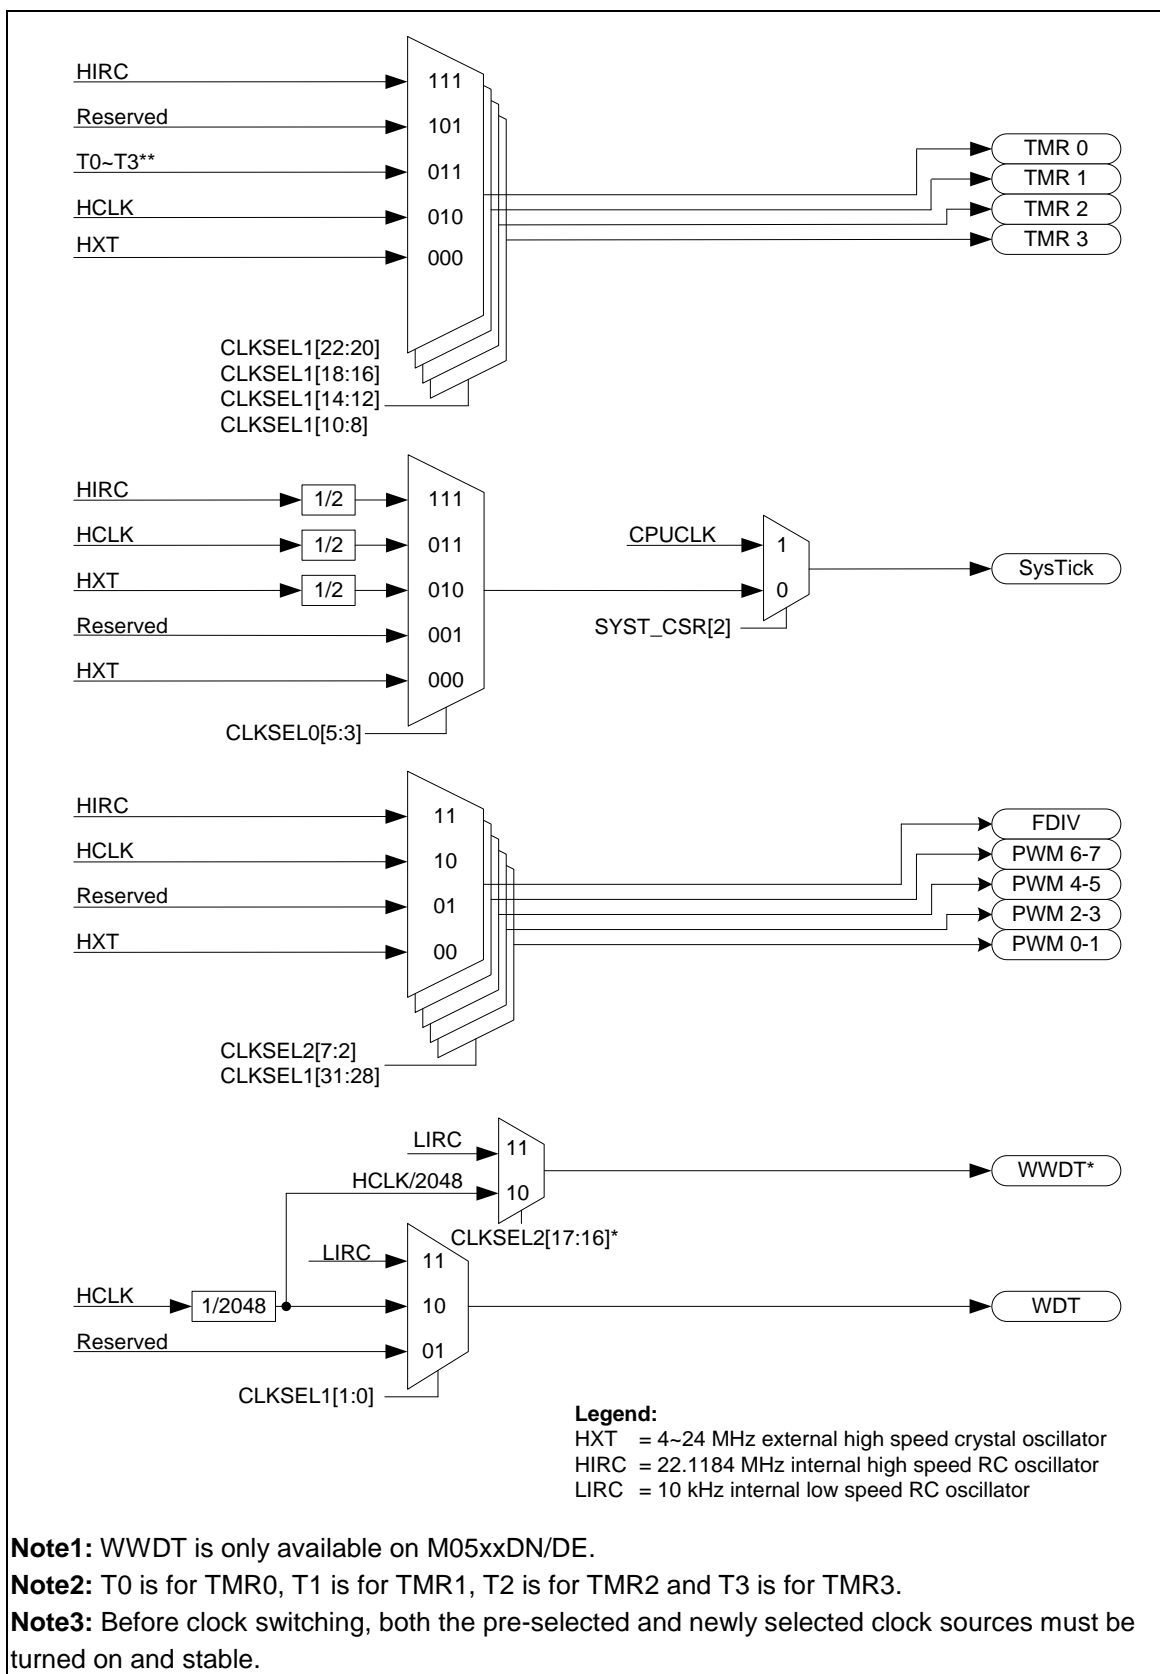 HIRC
111
Reserved
101
T0~T3**
011
HCLK
010
HXT
000
TMR 0
TMR 1
TMR 2
TMR 3
CLKSEL1[22:20]
CLKSEL1[18:16]
CLKSEL1[14:12]
CLKSEL1[10:8]
HIRC
1/2
111
HCLK
1/2
011
HXT
1/2
010
Reserved
001
HXT
000
CLKSEL0[5:3]
CPUCLK
1
0
SYST_CSR[2]
SysTick
HIRC
11
HCLK
10
Reserved
01
HXT
00
FDIV
PWM 6-7
PWM 4-5
PWM 2-3
PWM 0-1
CLKSEL2[7:2]
CLKSEL1[31:28]
LIRC
11
HCLK/2048
10
WWDT*
CLKSEL2[17:16]*
LIRC
11
HCLK
1/2048
10
WDT
Reserved
01
CLKSEL1[1:0]
Legend:
HXT = 4~24 MHz external high speed crystal oscillator
HIRC = 22.1184 MHz internal high speed RC oscillator
LIRC = 10 kHz internal low speed RC oscillator
Note1: WWDT is only available on M05xxDN/DE.
Note2: T0 is for TMR0, T1 is for TMR1, T2 is for TMR2 and T3 is for TMR3.
Note3: Before clock switching, both the pre-selected and newly selected clock sources must be
turned on and stable.